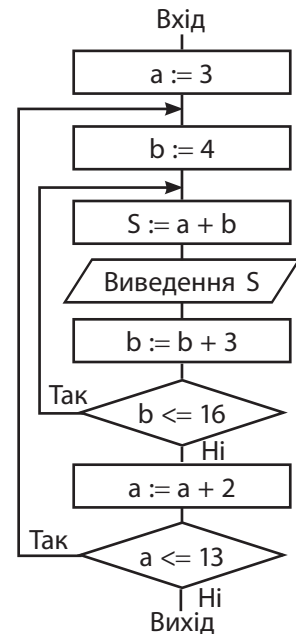 Вхід
a := 3
b := 4
S := a + b
Виведення S
b := b + 3
Так
b <= 16
Ні
a := a + 2
Так
a <= 13
Ні
Вихід